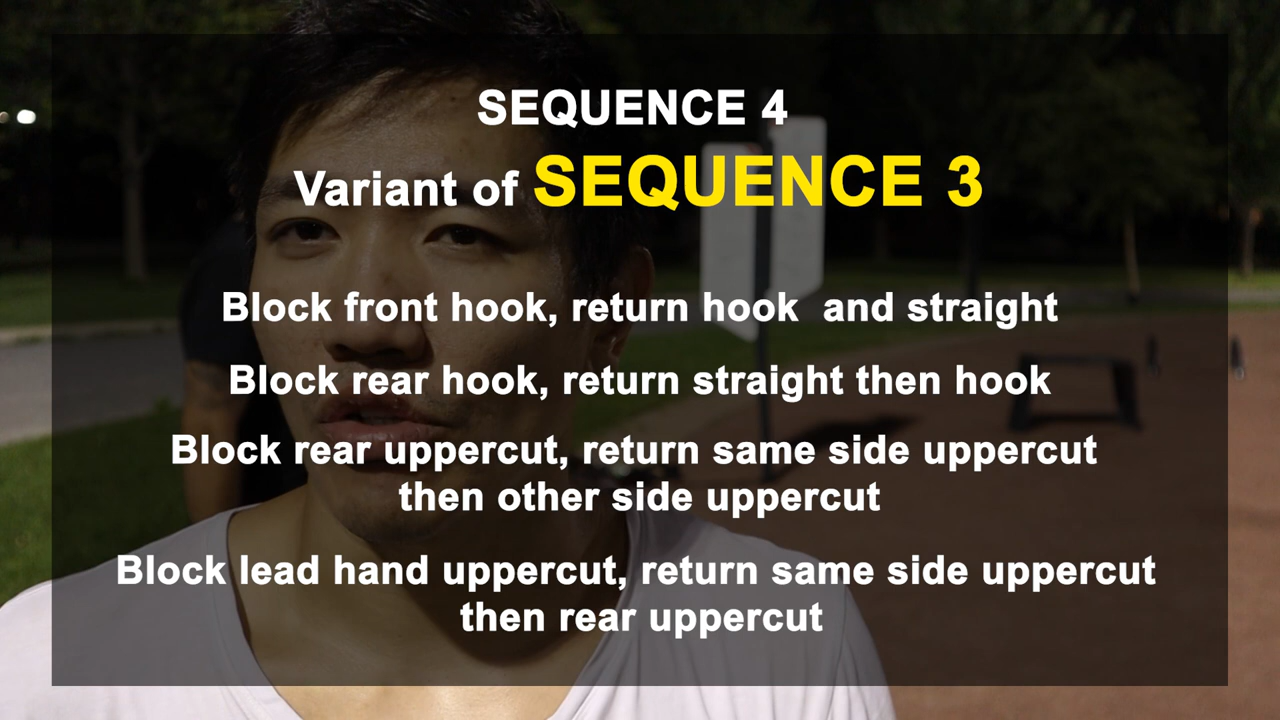 SEQUENCE 4
Variant of SEQUENCE 3
Block front hook, return hook  and straight
Block rear hook, return straight then hook
Block rear uppercut, return same side uppercut
then other side uppercut
Block lead hand uppercut, return same side uppercut
then rear uppercut